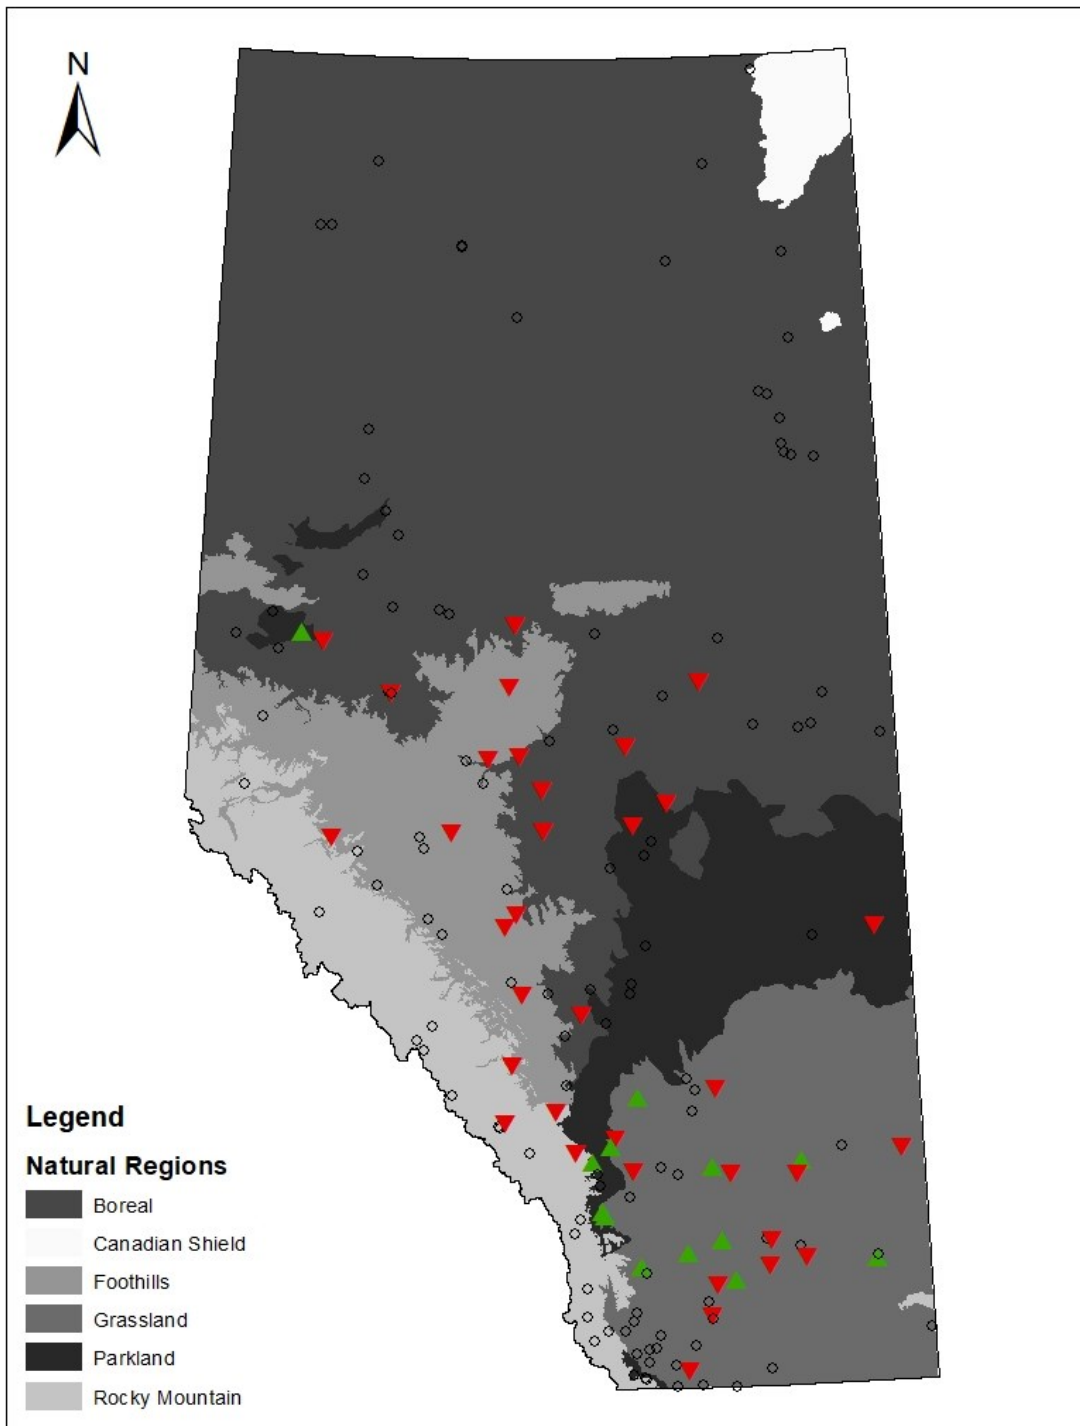 N
Legend
Natural Regions
Boreal
Canadian Shield
Foothills
Grassland
Parkland
Rocky Mountain